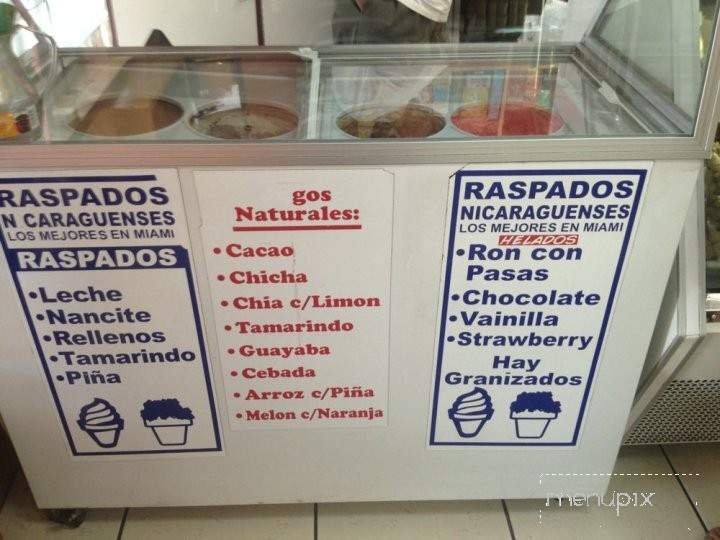 RASPADOS
N CARAGUENSES
LOS MEJORES EN MIAMI
RASPADOS
•Leche
•Nancite
•Rellenos
•Tamarindo
•Piña
gos
Naturales:
• Cacao
• Chicha
• Chia c/Limon
• Tamarindo
• Guayaba
• Cebada
• Arroz c/Piña
• Melon c/Naranja
RASPADOS
NICARAGUENSES
LOS MEJORES EN MIAMI
HELADOS
•Ron con
Pasas
•Chocolate
•Vainilla
•Strawberry
Hay
Granizados
menupix